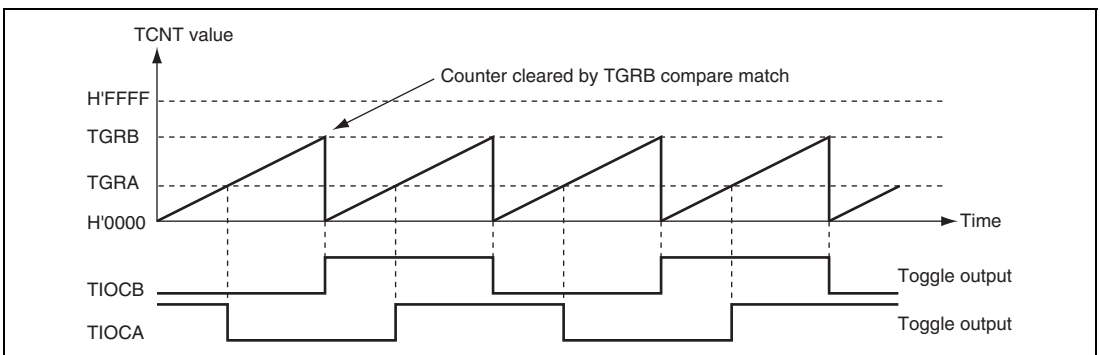 TCNT value
Counter cleared by TGRB compare match
H'FFFF
TGRB
TGRA
H'0000
Time
TIOCB
Toggle output
TIOCA
Toggle output